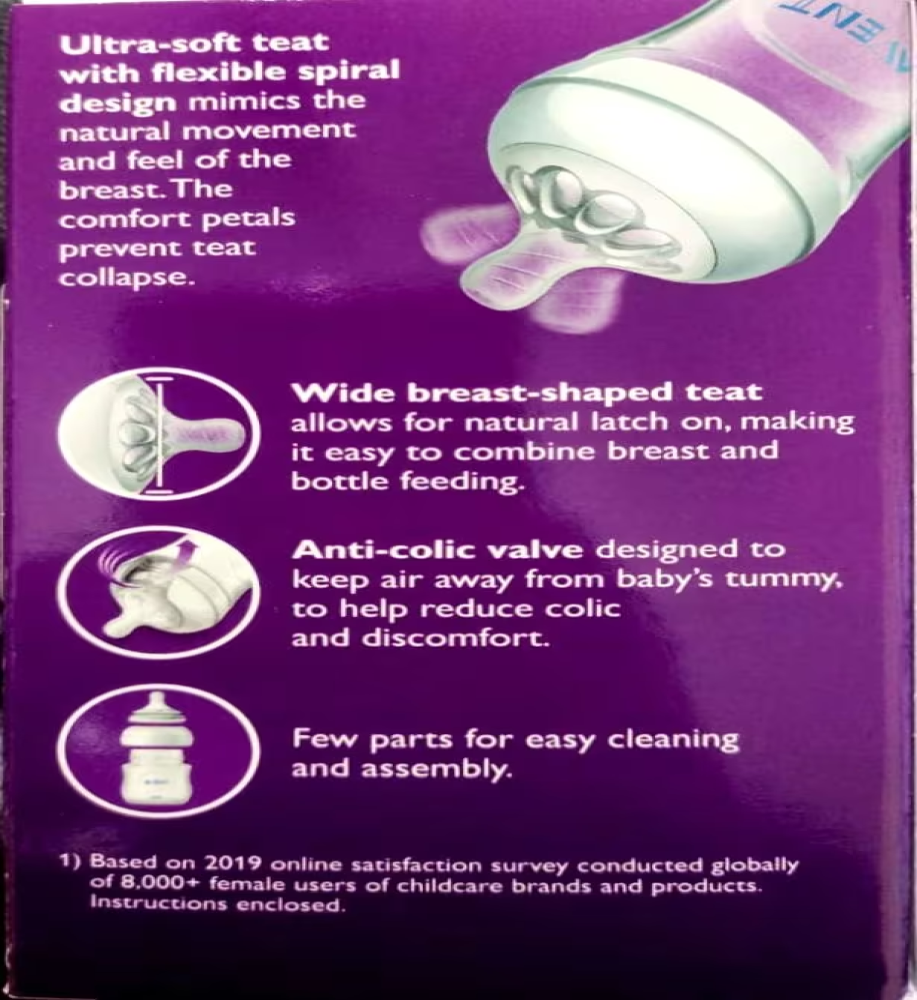 AVENT
Ultra-soft teat
with flexible spiral
design mimics the
natural movement
and feel of the
breast. The
comfort petals
prevent teat
collapse.
Wide breast-shaped teat
allows for natural latch on, making
it easy to combine breast and
bottle feeding.
Anti-colic valve designed to
keep air away from baby's tummy,
to help reduce colic
and discomfort.
Few parts for easy cleaning
and assembly.
1) Based on 2019 online satisfaction survey conducted globally
of 8,000+ female users of childcare brands and products.
Instructions enclosed.